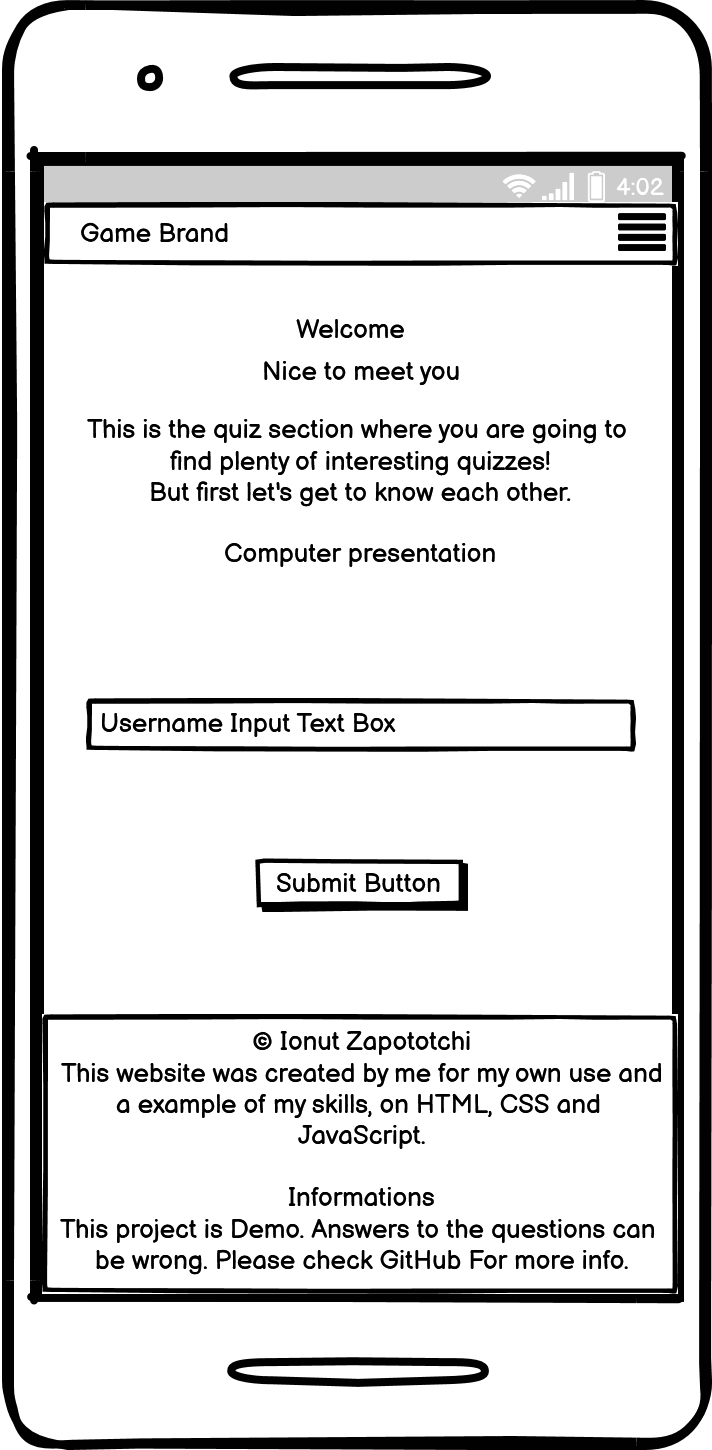 4:02
Game Brand
Welcome
Nice to meet you
This is the quiz section where you are going to
find plenty of interesting quizzes!
But first let's get to know each other.
Computer presentation
Username Input Text Box
Submit Button
© Ionut Zapototchi
This website was created by me for my own use and
a example of my skills, on HTML, CSS and
JavaScript.
Informations
This project is Demo. Answers to the questions can
be wrong. Please check GitHub For more info.